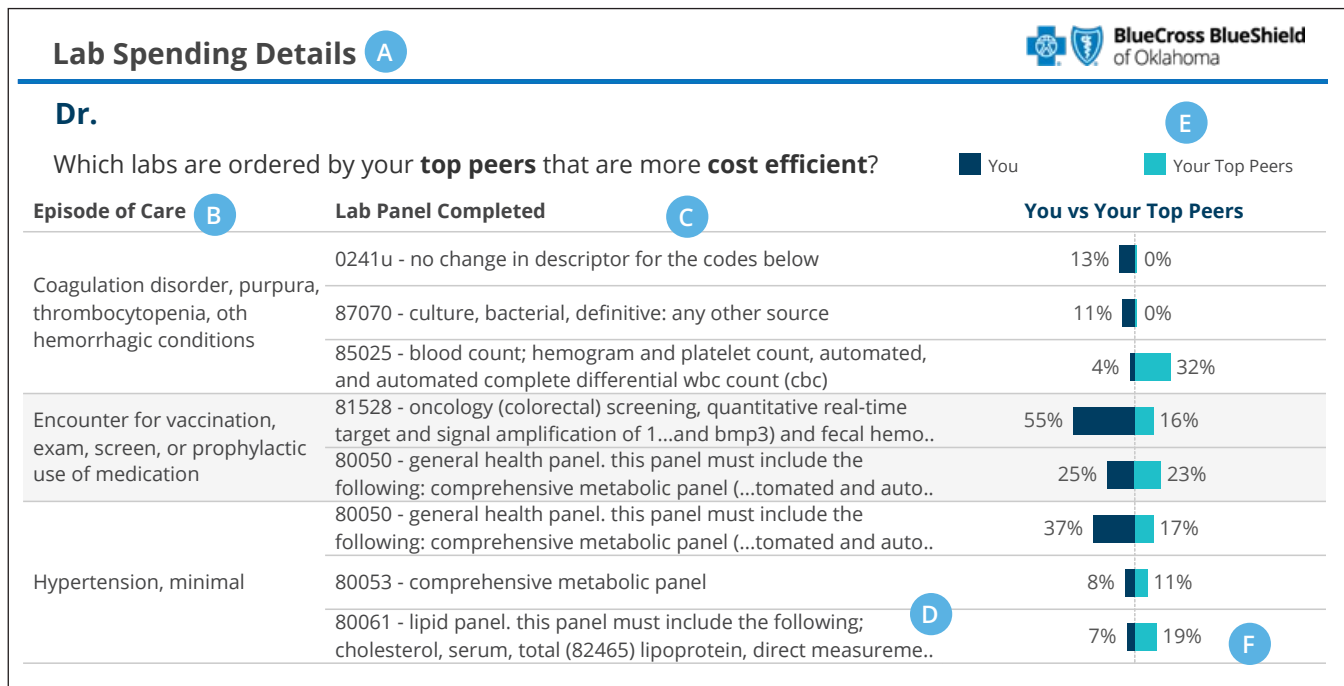 Lab Spending Details A
BlueCross BlueShield
of Oklahoma
Dr.
E
Which labs are ordered by your top peers that are more cost efficient?
You
Your Top Peers
Episode of Care B
Lab Panel Completed C
You vs Your Top Peers
Coagulation disorder, purpura,
thrombocytopenia, oth
hemorrhagic conditions
0241u - no change in descriptor for the codes below
13% 0%
87070 - culture, bacterial, definitive: any other source
11% 0%
85025 - blood count; hemogram and platelet count, automated,
and automated complete differential wbc count (cbc)
4% 32%
Encounter for vaccination,
exam, screen, or prophylactic
use of medication
81528 - oncology (colorectal) screening, quantitative real-time
target and signal amplification of 1...and bmp3) and fecal hemo..
55% 16%
80050 - general health panel. this panel must include the
following: comprehensive metabolic panel (...tomated and auto..
25% 23%
Hypertension, minimal
80050 - general health panel. this panel must include the
following: comprehensive metabolic panel (...tomated and auto..
37% 17%
80053 - comprehensive metabolic panel
8% 11%
D
80061 - lipid panel. this panel must include the following;
cholesterol, serum, total (82465) lipoprotein, direct measureme..
7% 19%
F